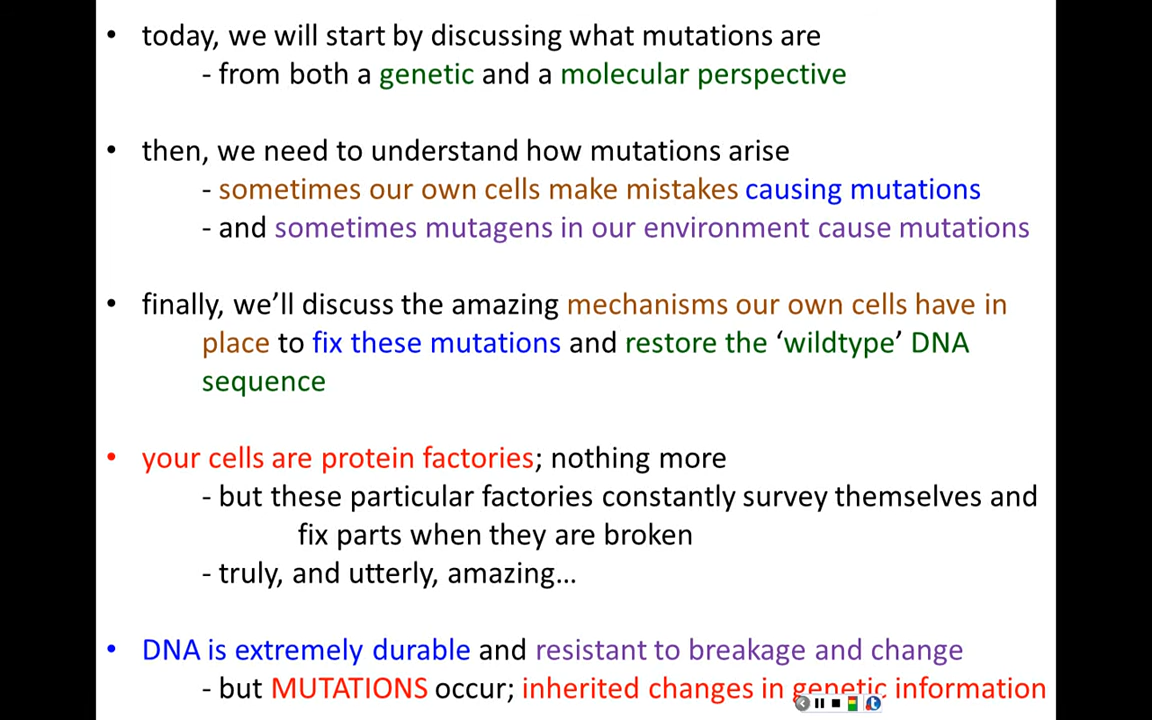 • today, we will start by discussing what mutations are
- from both a genetic and a molecular perspective
• then, we need to understand how mutations arise
- sometimes our own cells make mistakes causing mutations
- and sometimes mutagens in our environment cause mutations
• finally, we’ll discuss the amazing mechanisms our own cells have in
place to fix these mutations and restore the ‘wildtype’ DNA
sequence
• your cells are protein factories; nothing more
- but these particular factories constantly survey themselves and
fix parts when they are broken
- truly, and utterly, amazing...
• DNA is extremely durable and resistant to breakage and change
- but MUTATIONS occur; inherited changes in genetic information